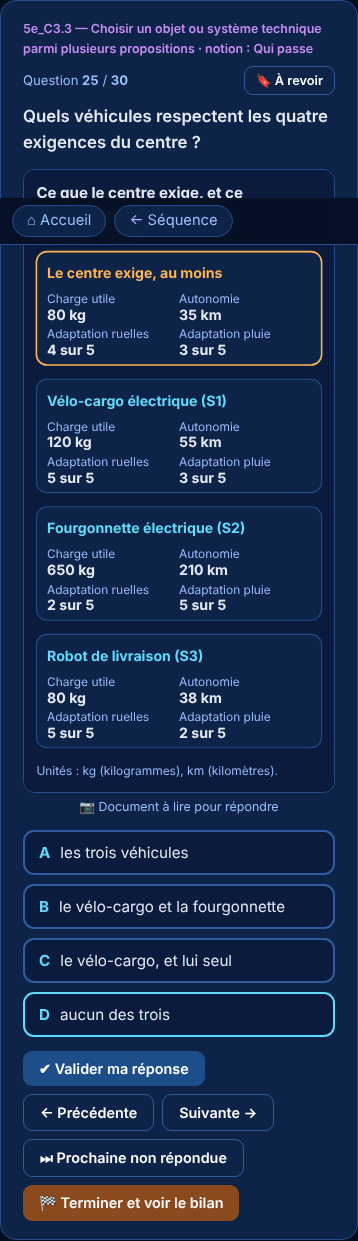 5e_C3.3 — Choisir un objet ou système technique
parmi plusieurs propositions · notion : Qui passe
Question 25 / 30
🔖 À revoir
Quels véhicules respectent les quatre
exigences du centre ?
Ce que le centre exige, et ce
⌂ Accueil
← Séquence
Le centre exige, au moins
Charge utile Autonomie
80 kg 35 km
Adaptation ruelles Adaptation pluie
4 sur 5 3 sur 5
Vélo-cargo électrique (S1)
Charge utile Autonomie
120 kg 55 km
Adaptation ruelles Adaptation pluie
5 sur 5 3 sur 5
Fourgonnette électrique (S2)
Charge utile Autonomie
650 kg 210 km
Adaptation ruelles Adaptation pluie
2 sur 5 5 sur 5
Robot de livraison (S3)
Charge utile Autonomie
80 kg 38 km
Adaptation ruelles Adaptation pluie
5 sur 5 2 sur 5
Unités : kg (kilogrammes), km (kilomètres).
📷 Document à lire pour répondre
A les trois véhicules
B le vélo-cargo et la fourgonnette
C le vélo-cargo, et lui seul
D aucun des trois
✔ Valider ma réponse
← Précédente
Suivante →
⏭ Prochaine non répondue
🏁 Terminer et voir le bilan